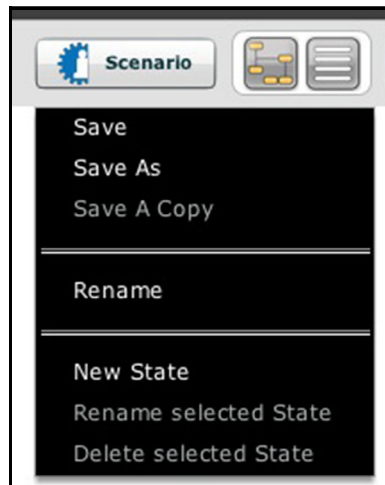 Scenario
Save
Save As
Save A Copy
Rename
New State
Rename selected State
Delete selected State